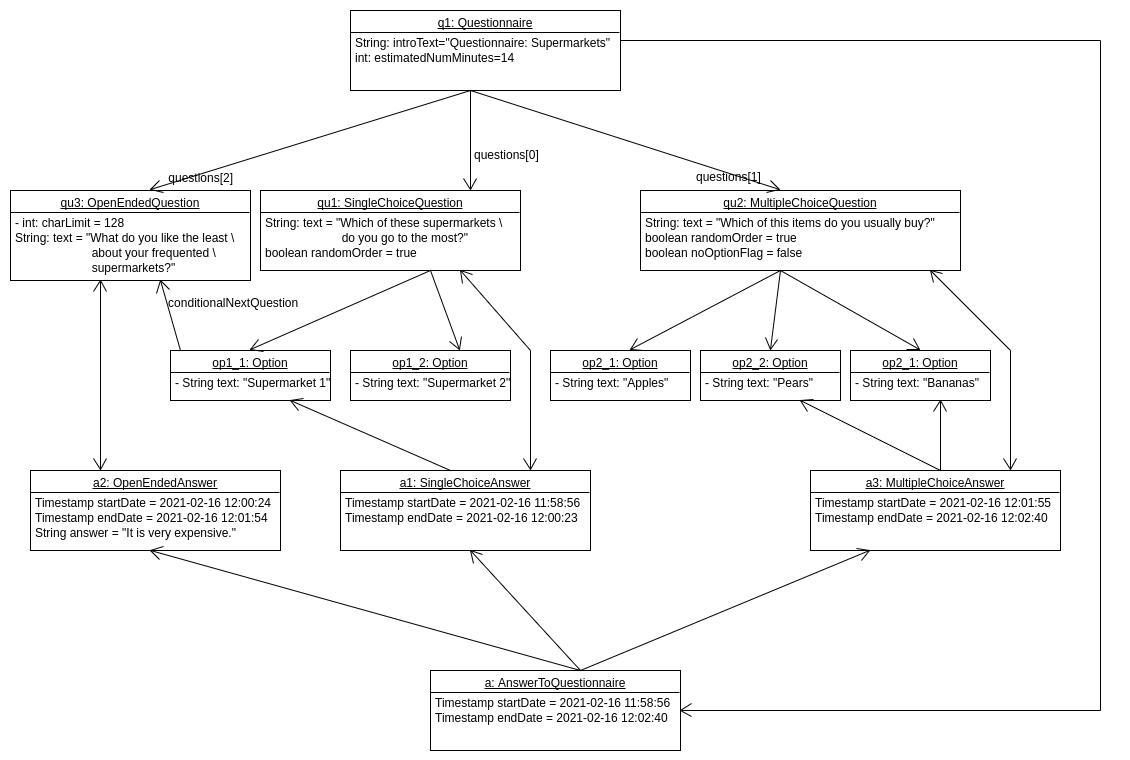 q1: Questionnaire
String: introText="Questionnaire: Supermarkets"
int: estimatedNumMinutes=14
questions[0]
questions[2]
questions[1]
qu3: OpenEndedQuestion
- int: charLimit = 128
String: text = "What do you like the least \
about your frequented \
supermarkets?"
qu1: SingleChoiceQuestion
String: text = "Which of these supermarkets \
do you go to the most?"
boolean randomOrder = true
qu2: MultipleChoiceQuestion
String: text = "Which of this items do you usually buy?"
boolean randomOrder = true
boolean noOptionFlag = false
conditionalNextQuestion
op1_1: Option
- String text: "Supermarket 1"
op1_2: Option
- String text: "Supermarket 2"
op2_1: Option
- String text: "Apples"
op2_2: Option
- String text: "Pears"
op2_1: Option
- String text: "Bananas"
a2: OpenEndedAnswer
Timestamp startDate = 2021-02-16 12:00:24
Timestamp endDate = 2021-02-16 12:01:54
String answer = "It is very expensive."
a1: SingleChoiceAnswer
Timestamp startDate = 2021-02-16 11:58:56
Timestamp endDate = 2021-02-16 12:00:23
a3: MultipleChoiceAnswer
Timestamp startDate = 2021-02-16 12:01:55
Timestamp endDate = 2021-02-16 12:02:40
a: AnswerToQuestionnaire
Timestamp startDate = 2021-02-16 11:58:56
Timestamp endDate = 2021-02-16 12:02:40